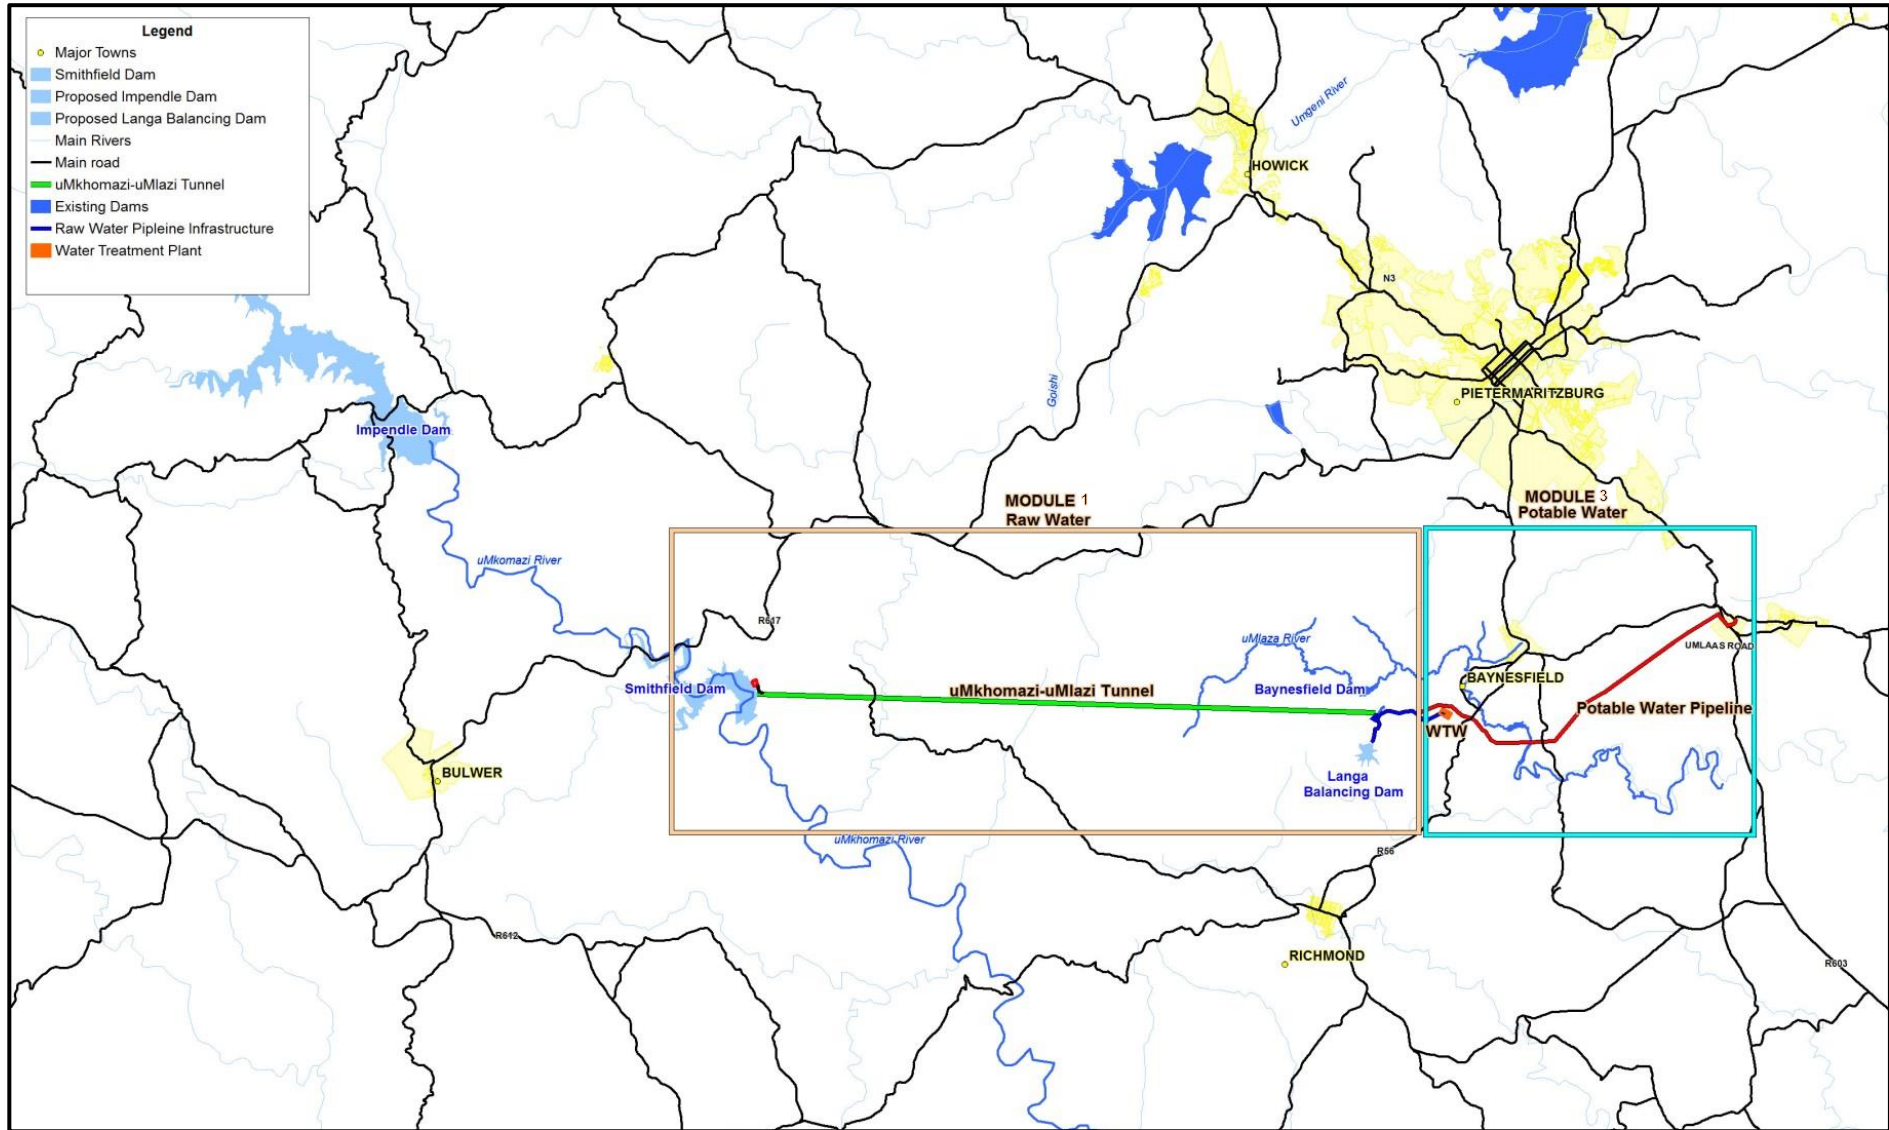 Legend
Major Towns
Smithfield Dam
Proposed Impendle Dam
Proposed Langa Balancing Dam
Main Rivers
Main road
uMkhomazi-uMlazi Tunnel
Existing Dams
Raw Water Pipleine Infrastructure
Water Treatment Plant
Umgeni River
HOWICK
N3
Goishi
PIETERMARITZBURG
Impendle Dam
MODULE 1
Raw Water
MODULE 3
Potable Water
uMkomazi River
R617
uMlaza River
UMLAAS ROAD
Smithfield Dam
uMkhomazi-uMlazi Tunnel
Baynesfield Dam
BAYNESFIELD
Potable Water Pipeline
WTW
BULWER
Langa
Balancing Dam
uMkhomazi River
R56
R612
RICHMOND
R603